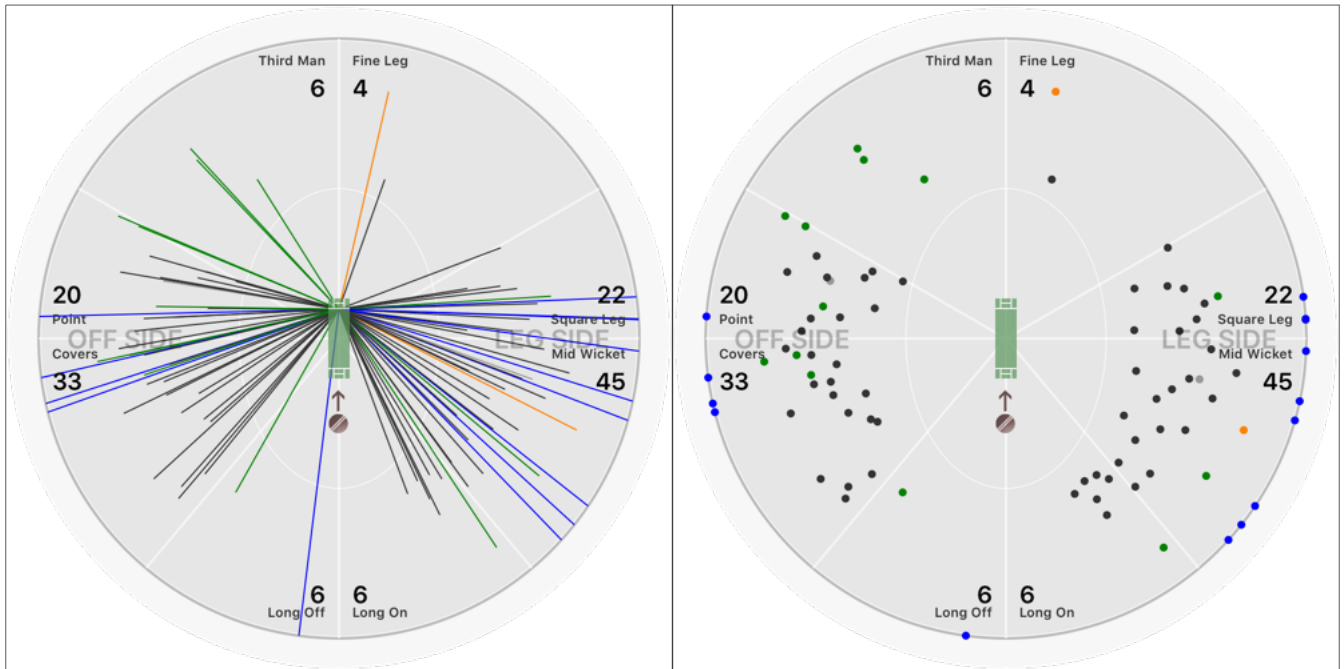 Third Man Fine Leg
6 4
20 22
Point Square Leg
OFF SIDE LEG SIDE
Covers Mid Wicket
33 45
6 6
Long Off Long On
Third Man Fine Leg
6 4
20 22
Point Square Leg
OFF SIDE LEG SIDE
Covers Mid Wicket
33 45
6 6
Long Off Long On